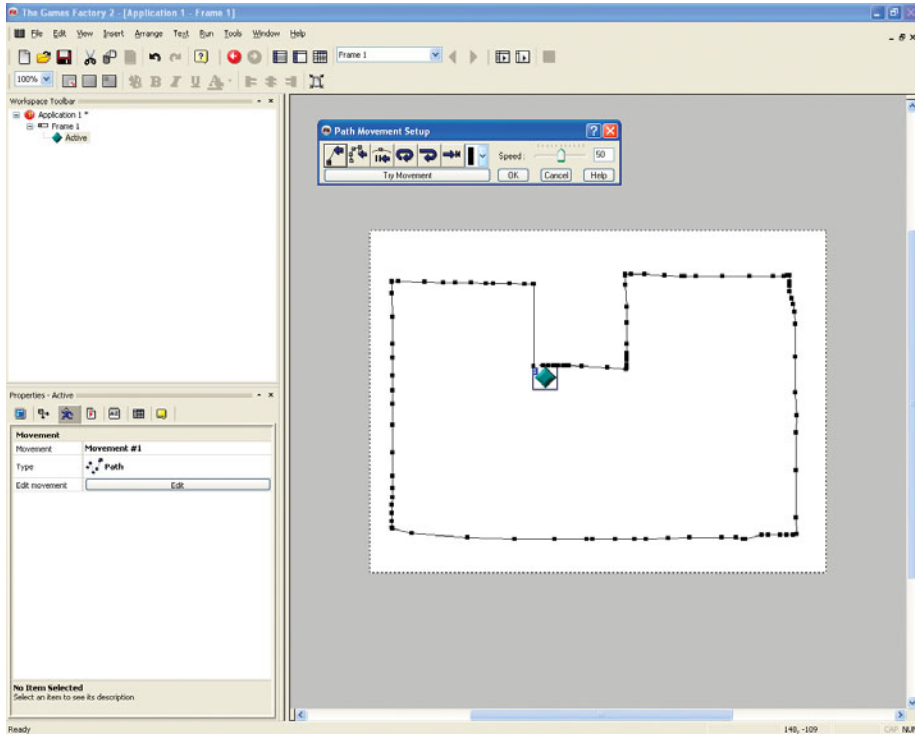 The Games Factory 2 - [Application 1 - Frame 1]
File Edit View Insert Arrange Text Run Tools Window Help
Frame 1
100% B I U A
Workspace Toolbar
Application 1 *
Frame 1
Active
Path Movement Setup
Speed: 50
Try Movement OK Cancel Help
Properties - Active
Movement
Movement Movement #1
Type Path
Edit movement Edit
No Item Selected
Select an item to see its description
Ready 148, -109 CAP NUM